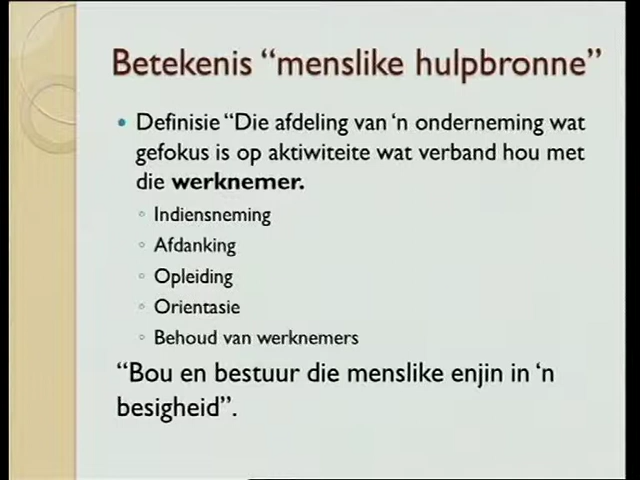 Betekenis “menslike hulpbronne”
Definisie “Die afdeling van ‘n onderneming wat
gefokus is op aktiwiteite wat verband hou met
die werknemer.
Indiensneming
Afdanking
Opleiding
Orientasie
Behoud van werknemers
“Bou en bestuur die menslike enjin in ‘n
besigheid”.